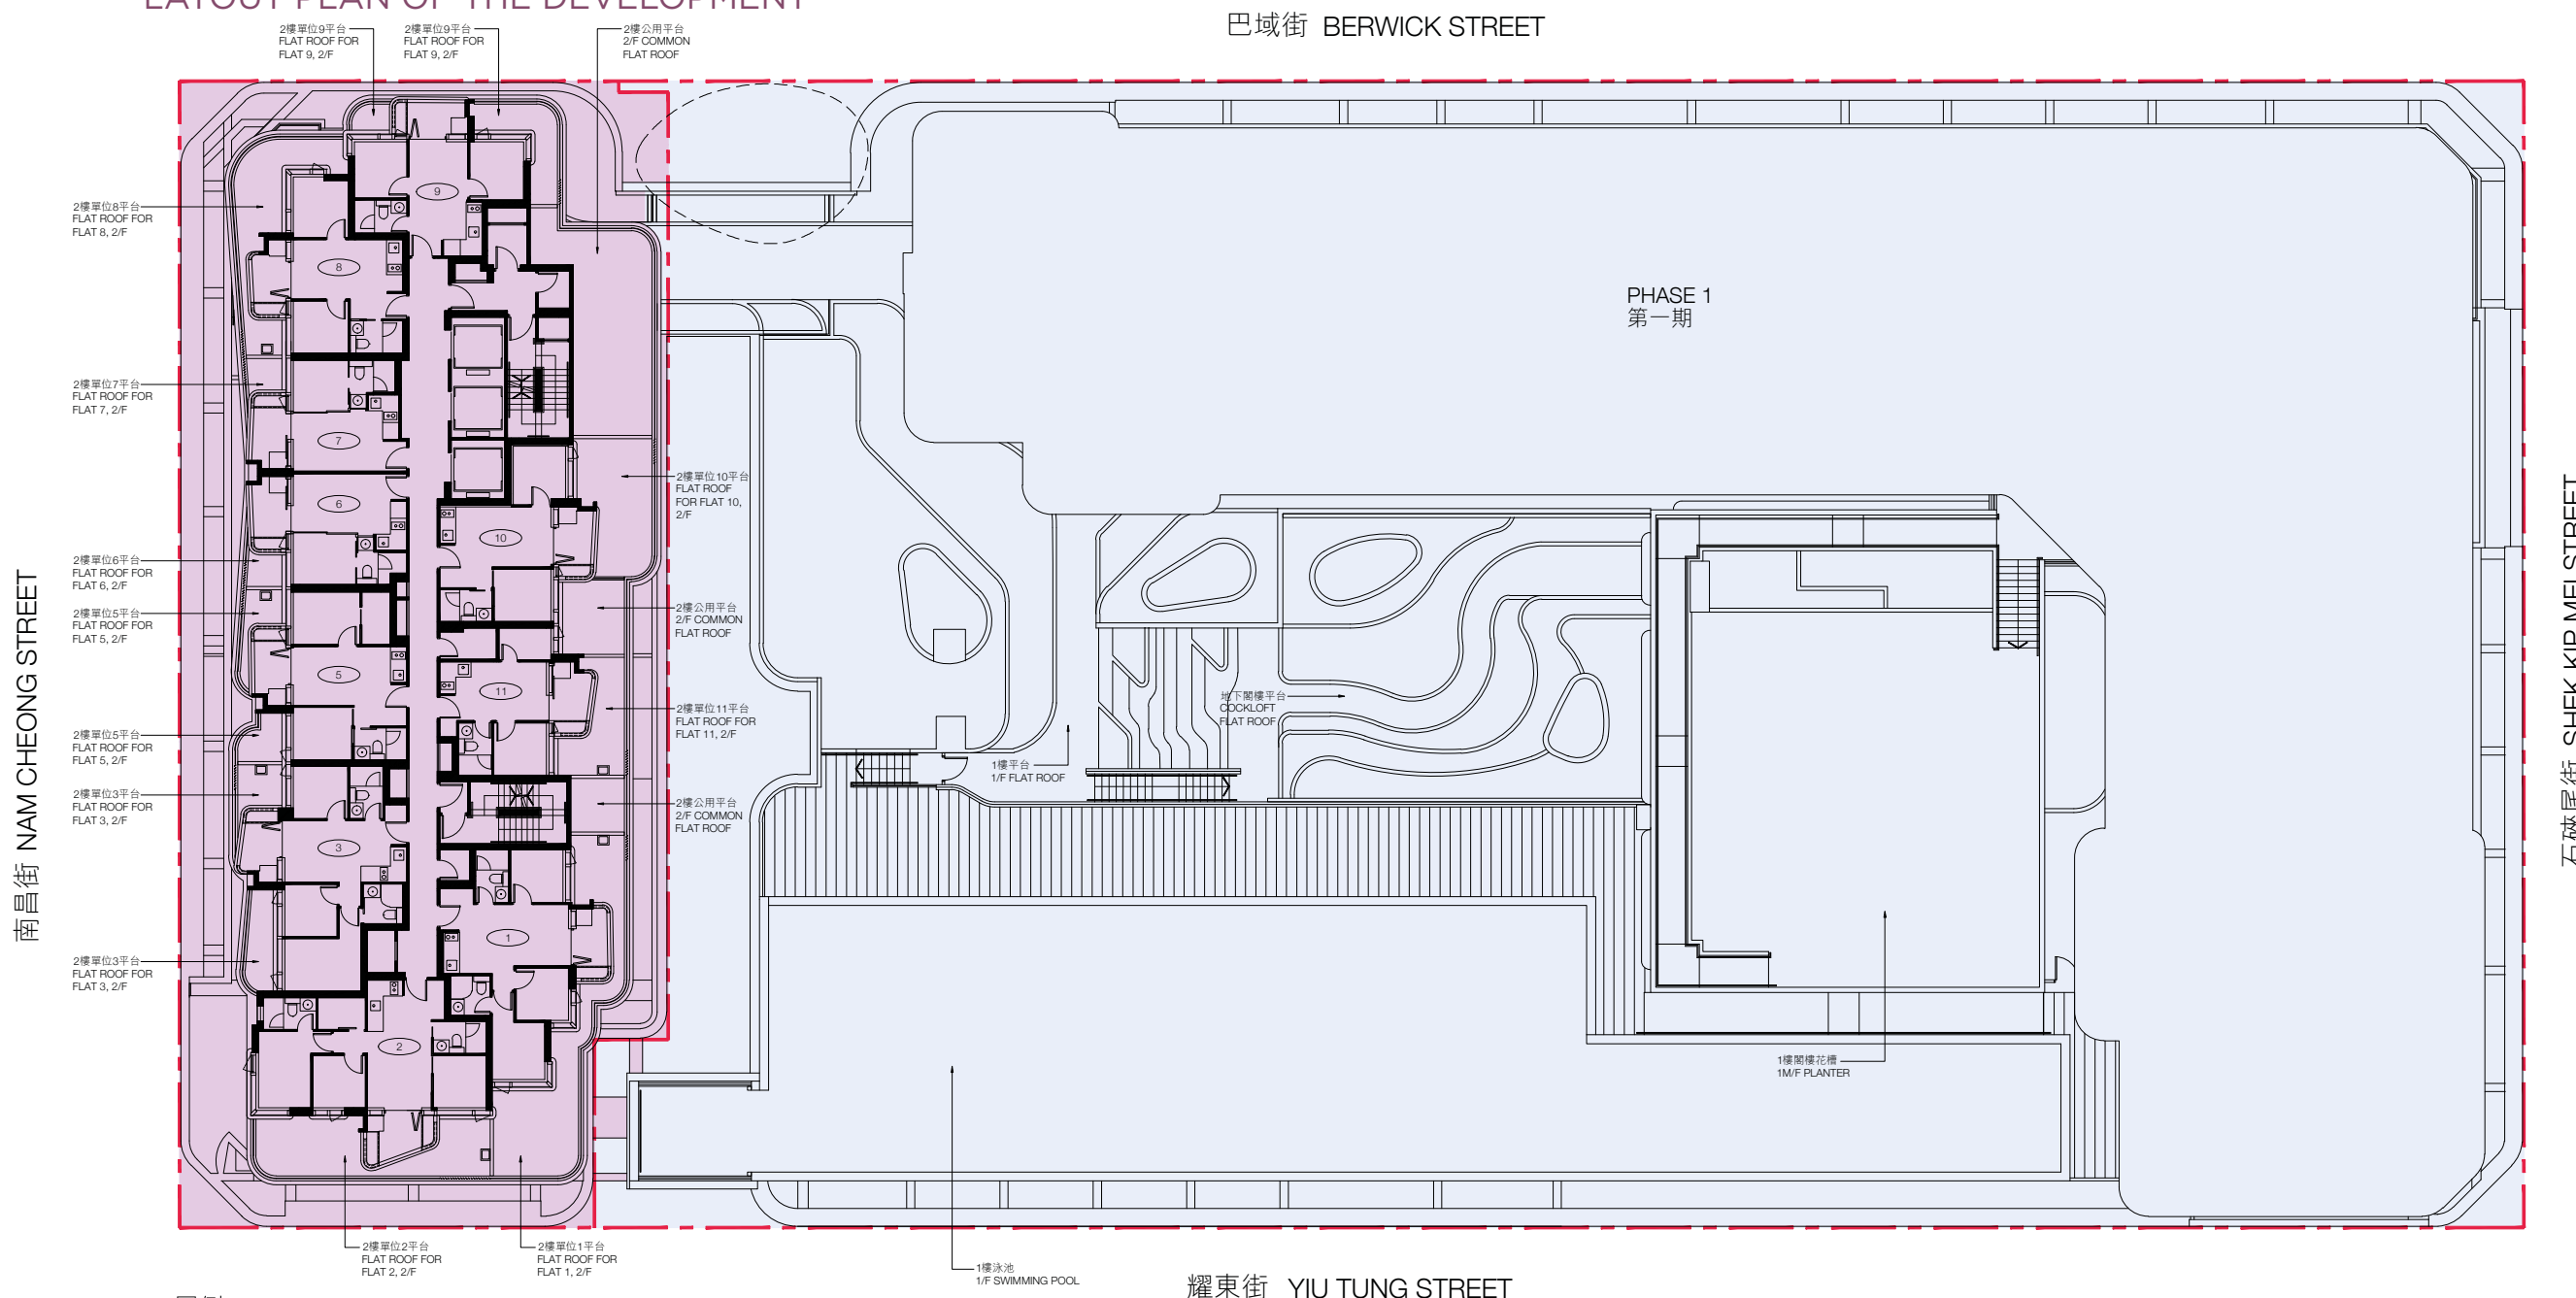 LAYOUT PLAN OF THE DEVELOPMENT
巴域街 BERWICK STREET
2樓單位9平台
FLAT ROOF FOR
FLAT 9, 2/F
2樓單位9平台
FLAT ROOF FOR
FLAT 9, 2/F
2樓公用平台
2/F COMMON
FLAT ROOF
2樓單位8平台
FLAT ROOF FOR
FLAT 8, 2/F
2樓單位7平台
FLAT ROOF FOR
FLAT 7, 2/F
2樓單位6平台
FLAT ROOF FOR
FLAT 6, 2/F
2樓單位5平台
FLAT ROOF FOR
FLAT 5, 2/F
2樓單位5平台
FLAT ROOF FOR
FLAT 5, 2/F
2樓單位3平台
FLAT ROOF FOR
FLAT 3, 2/F
2樓單位3平台
FLAT ROOF FOR
FLAT 3, 2/F
南昌街 NAM CHEONG STREET
9
8
7
6
5
3
2
10
11
1
2樓單位10平台
FLAT ROOF
FOR FLAT 10,
2/F
2樓公用平台
2/F COMMON
FLAT ROOF
2樓單位11平台
FLAT ROOF FOR
FLAT 11, 2/F
2樓公用平台
2/F COMMON
FLAT ROOF
PHASE 1
第一期
地下閣樓平台
COCKLOFT
FLAT ROOF
1樓平台
1/F FLAT ROOF
1樓閣樓花槽
1M/F PLANTER
石硤尾街 SHEK KIP MEI STREET
2樓單位2平台
FLAT ROOF FOR
FLAT 2, 2/F
2樓單位1平台
FLAT ROOF FOR
FLAT 1, 2/F
1樓泳池
1/F SWIMMING POOL
耀東街 YIU TUNG STREET